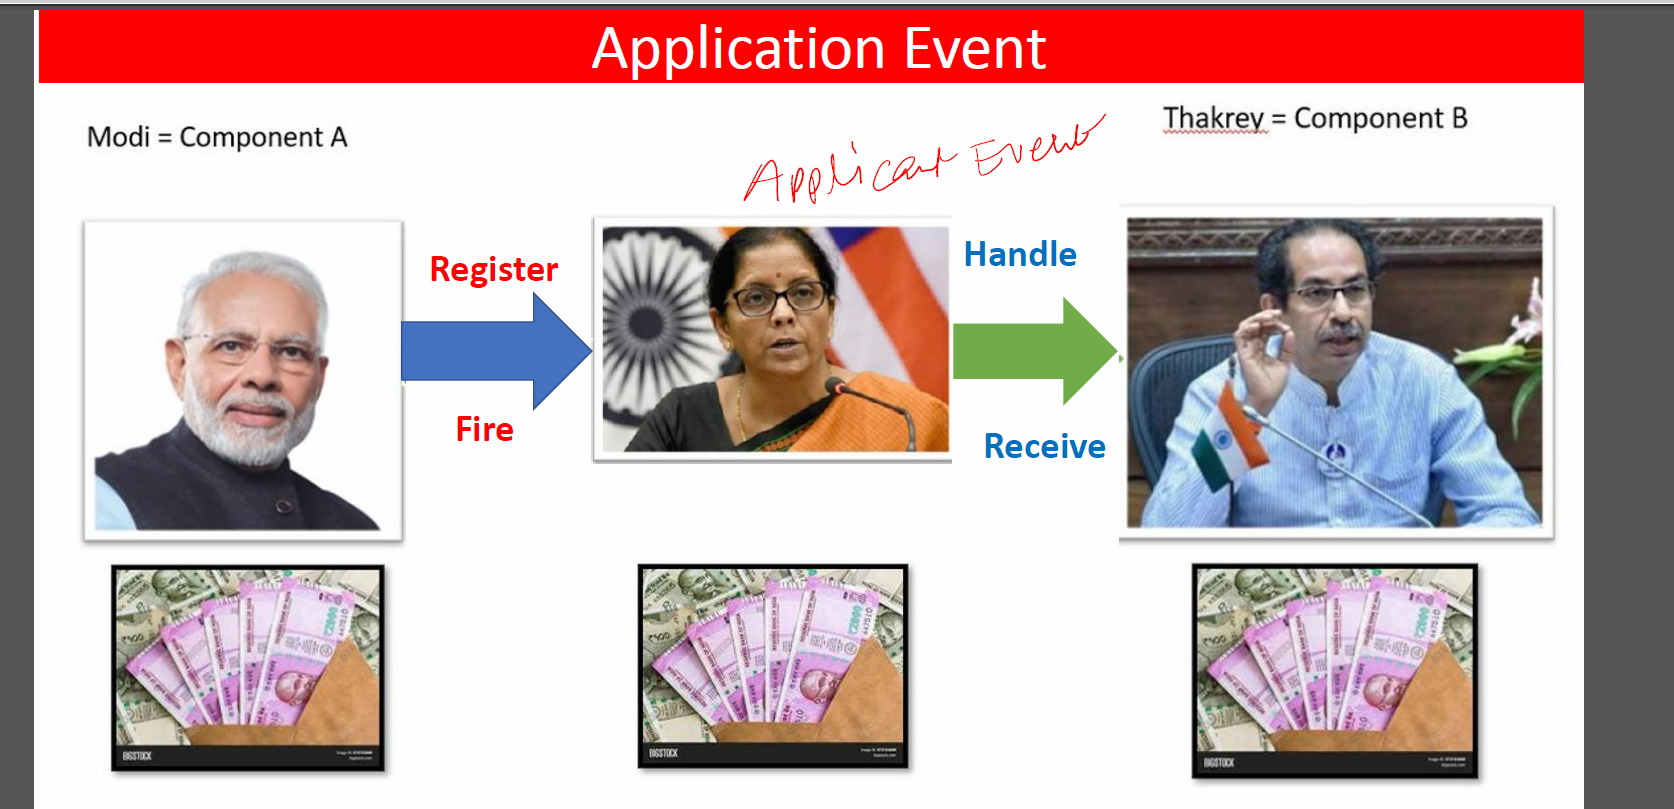 Application Event
Modi = Component A
Thakrey = Component B
Applicant Event
Register
Handle
Fire
Receive
BIGSTOCK
BIGSTOCK
BIGSTOCK